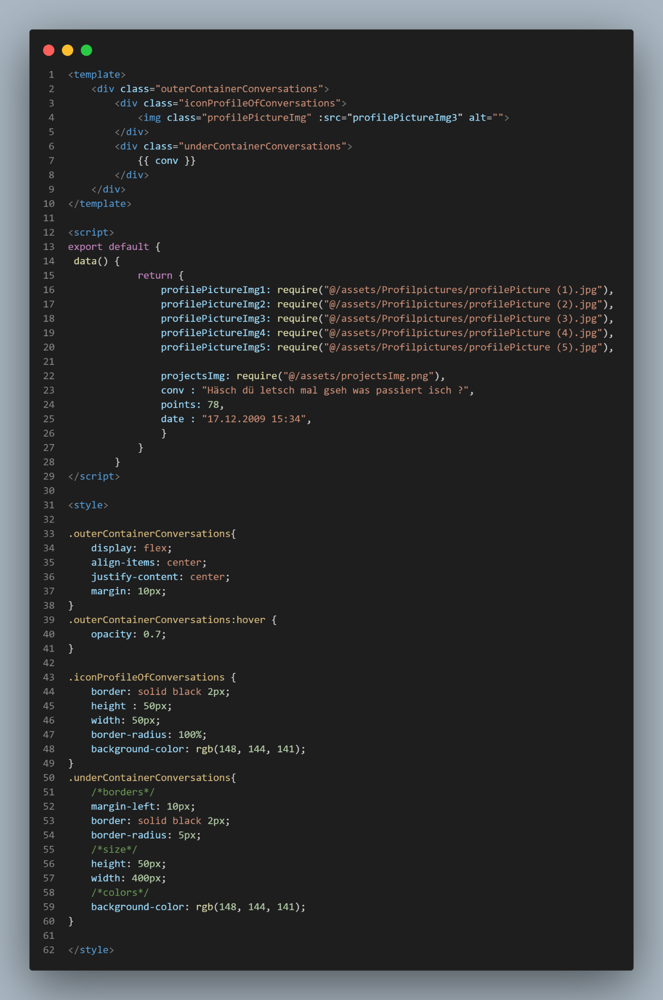 1 <template>
2     <div class="outerContainerConversations">
3         <div class="iconProfileOfConversations">
4             <img class="profilePictureImg" :src="profilePictureImg3" alt="">
5         </div>
6         <div class="underContainerConversations">
7             {{ conv }}
8         </div>
9     </div>
10 </template>
11
12 <script>
13 export default {
14  data() {
15             return {
16                 profilePictureImg1: require("@/assets/Profilpictures/profilePicture (1).jpg"),
17                 profilePictureImg2: require("@/assets/Profilpictures/profilePicture (2).jpg"),
18                 profilePictureImg3: require("@/assets/Profilpictures/profilePicture (3).jpg"),
19                 profilePictureImg4: require("@/assets/Profilpictures/profilePicture (4).jpg"),
20                 profilePictureImg5: require("@/assets/Profilpictures/profilePicture (5).jpg"),
21
22                 projectsImg: require("@/assets/projectsImg.png"),
23                 conv : "Häsch dü letsch mal gseh was passiert isch ?",
24                 points: 78,
25                 date : "17.12.2009 15:34",
26                 }
27             }
28         }
29 </script>
30
31 <style>
32
33 .outerContainerConversations{
34     display: flex;
35     align-items: center;
36     justify-content: center;
37     margin: 10px;
38 }
39 .outerContainerConversations:hover {
40     opacity: 0.7;
41 }
42
43 .iconProfileOfConversations {
44     border: solid black 2px;
45     height : 50px;
46     width: 50px;
47     border-radius: 100%;
48     background-color: rgb(148, 144, 141);
49 }
50 .underContainerConversations{
51     /*borders*/
52     margin-left: 10px;
53     border: solid black 2px;
54     border-radius: 5px;
55     /*size*/
56     height: 50px;
57     width: 400px;
58     /*colors*/
59     background-color: rgb(148, 144, 141);
60 }
61
62 </style>